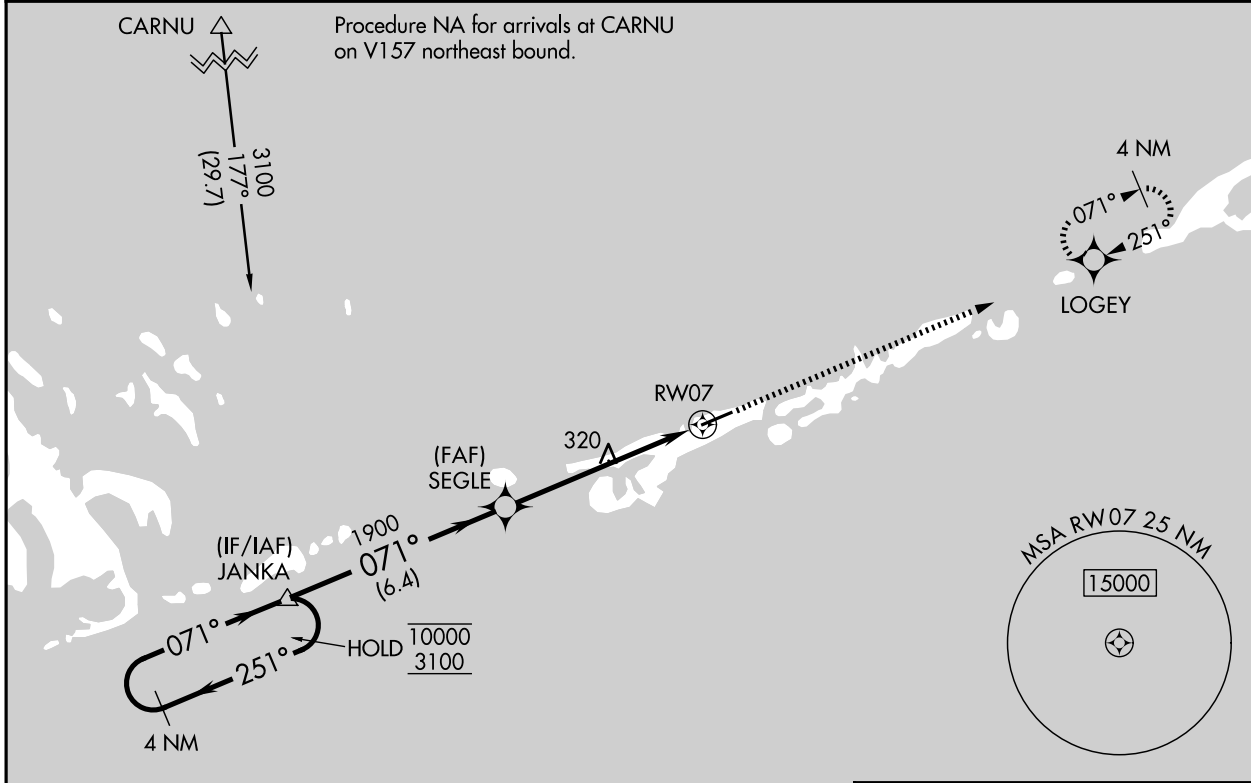 CARNU
Procedure NA for arrivals at CARNU
on V157 northeast bound.
3100
177°
(29.7)
4 NM
071°
251°
LOGEY
RW07
320
(FAF)
SEGLE
1900
071°
(6.4)
(IF/IAF)
JANKA
071°
251°
HOLD
10000
3100
4 NM
MSA RW07 25 NM
15000